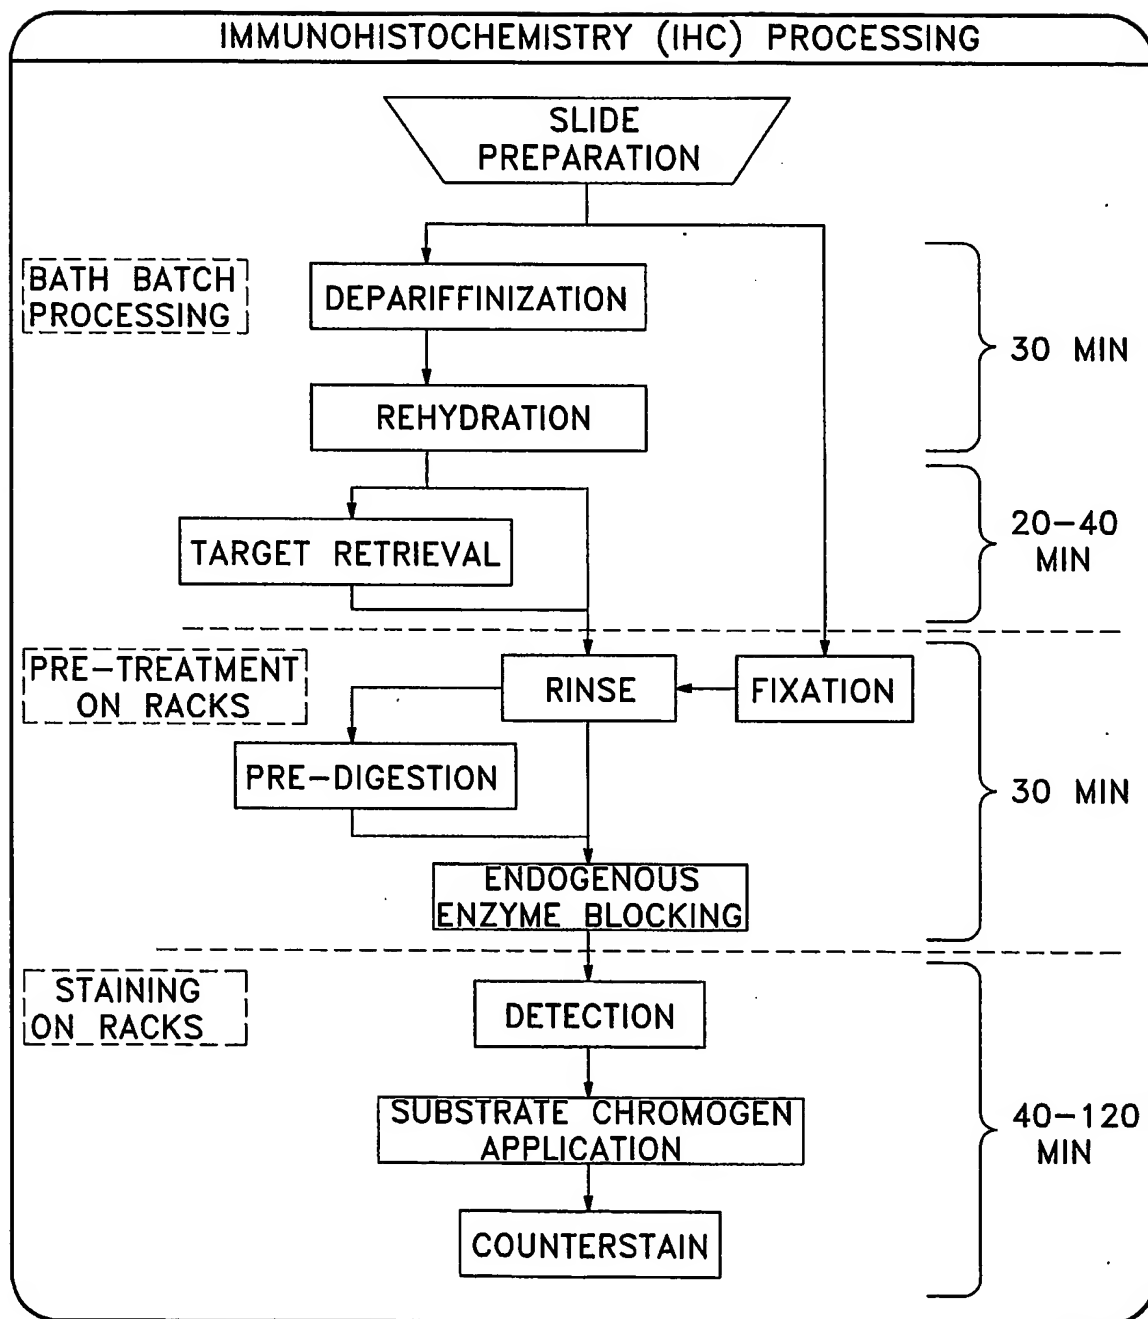 IMMUNOHISTOCHEMISTRY (IHC) PROCESSING
SLIDE
PREPARATION
BATH BATCH
PROCESSING
DEPARIFFINIZATION
30 MIN
REHYDRATION
TARGET RETRIEVAL
20-40
MIN
PRE-TREATMENT
ON RACKS
RINSE
FIXATION
PRE-DIGESTION
30 MIN
ENDOGENOUS
ENZYME BLOCKING
STAINING
ON RACKS
DETECTION
SUBSTRATE CHROMOGEN
APPLICATION
40-120
MIN
COUNTERSTAIN